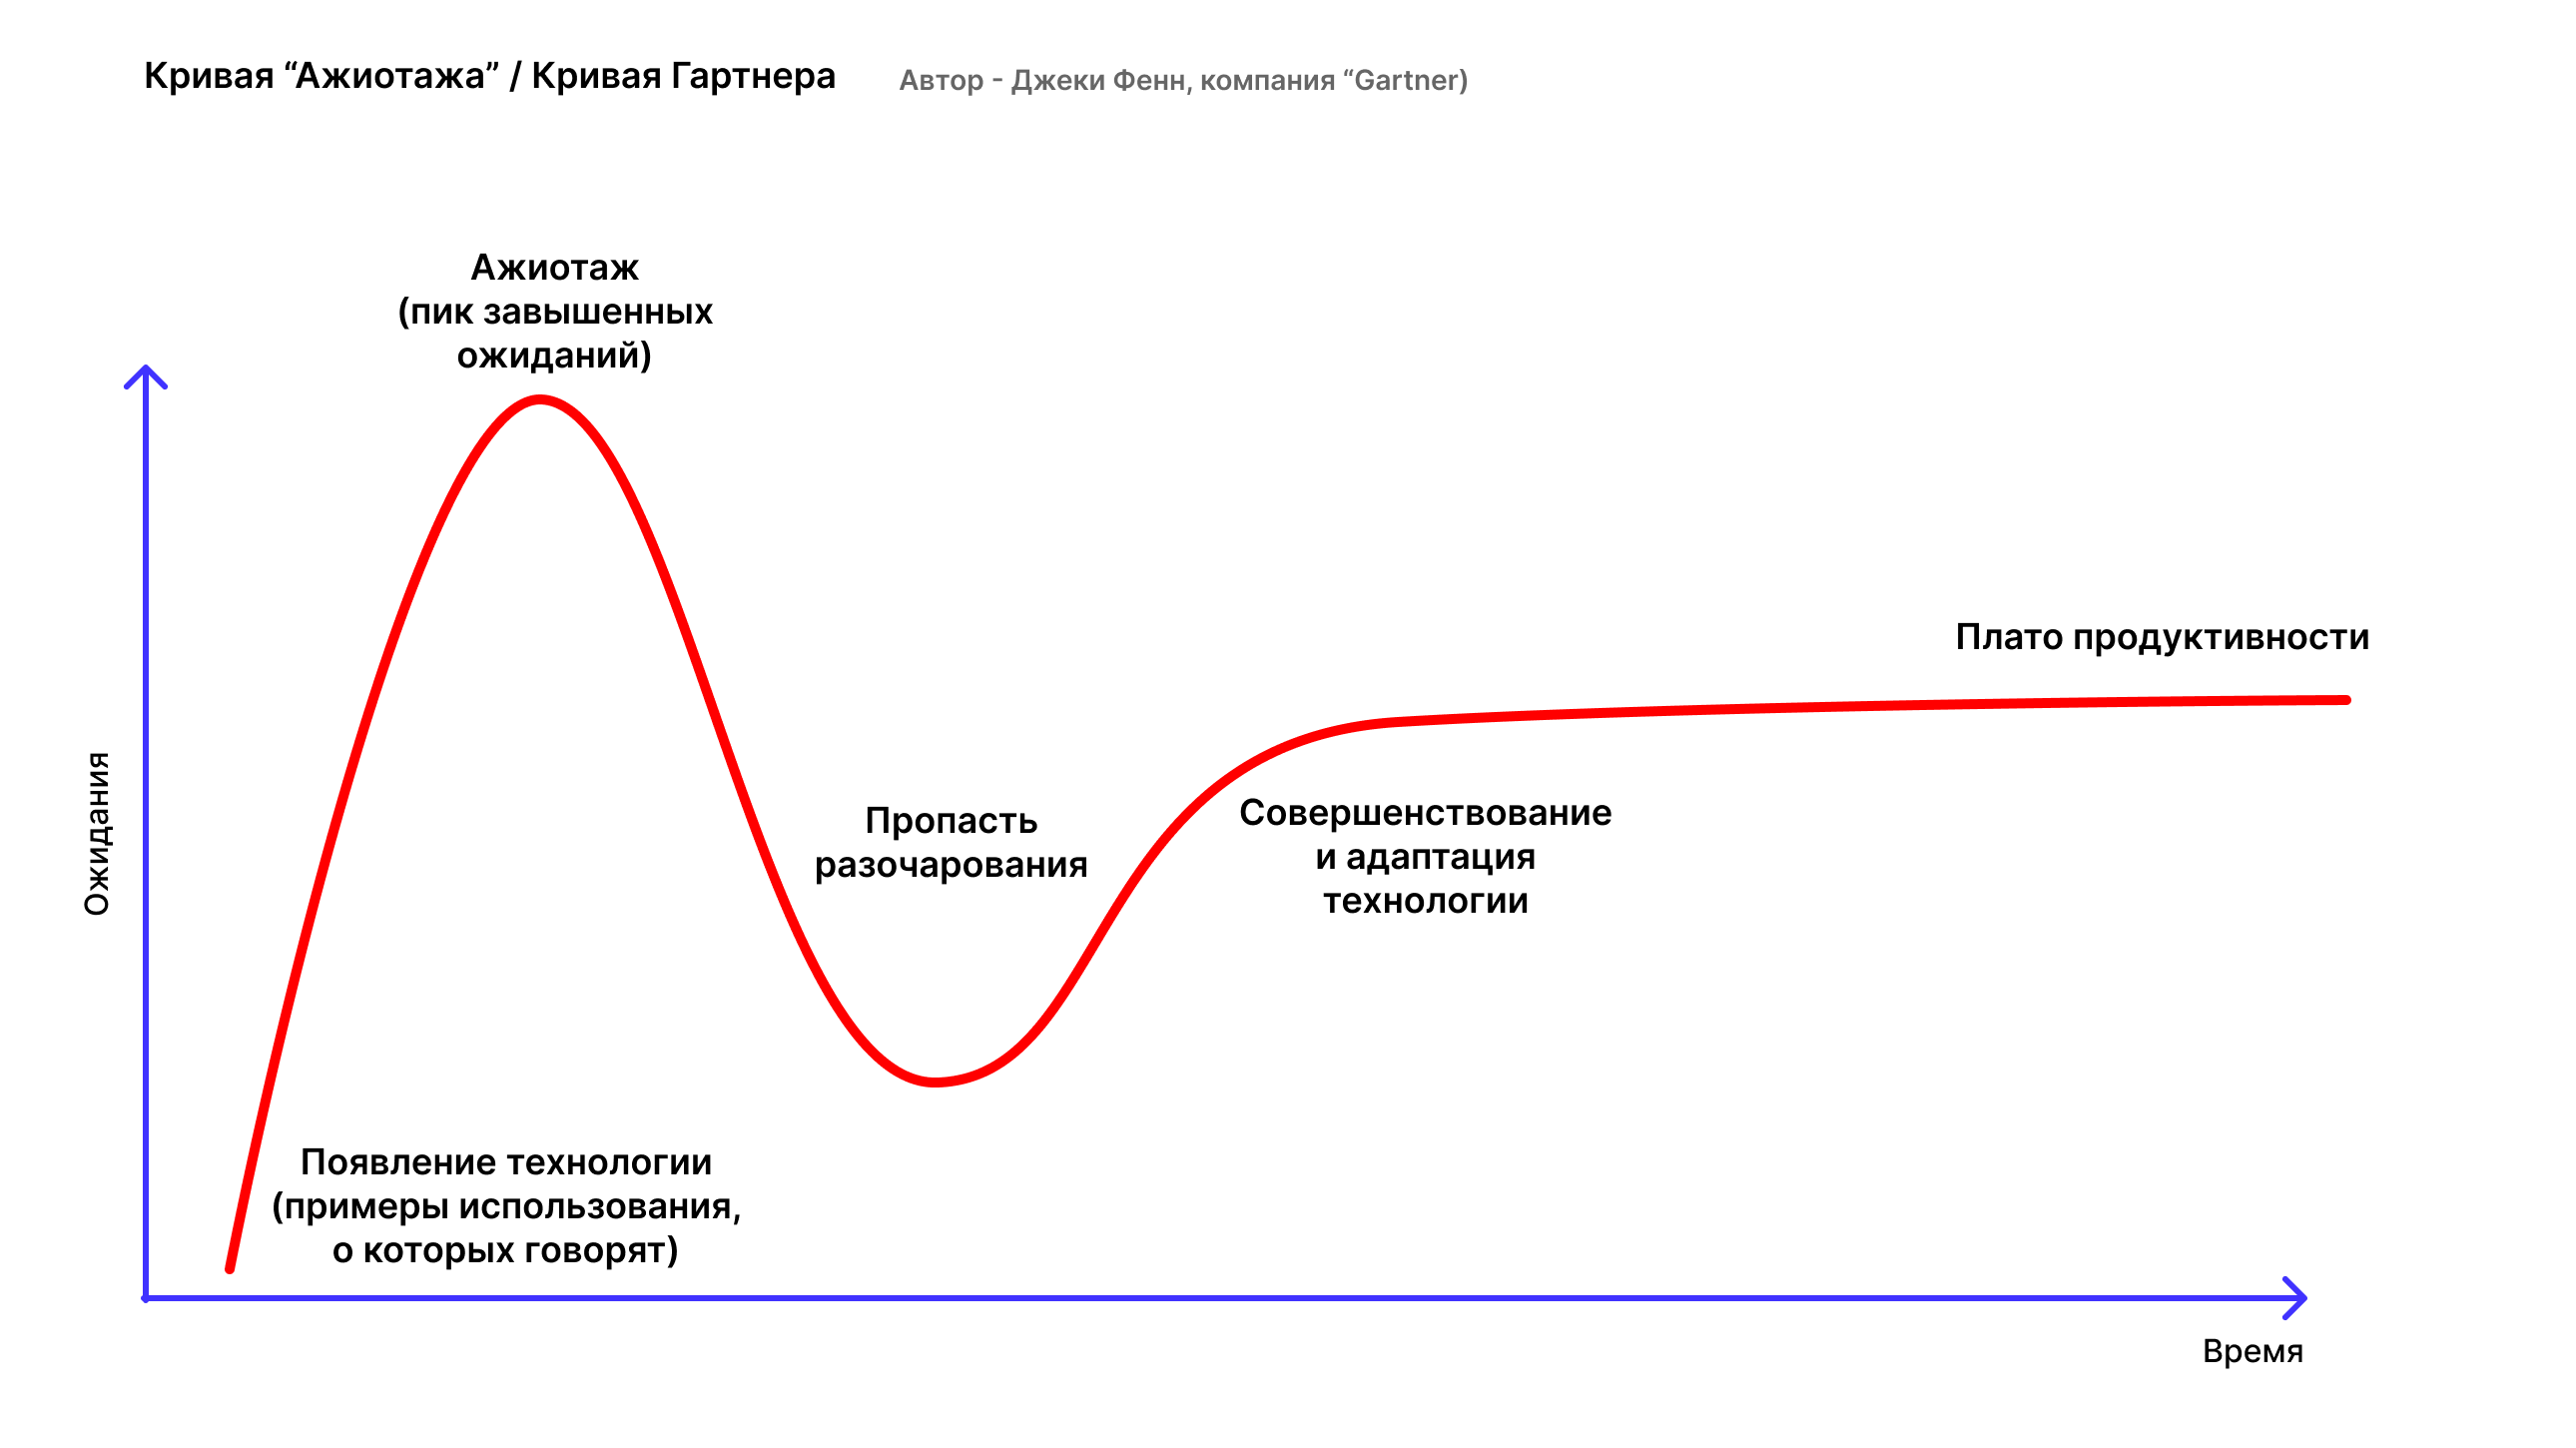 Кривая “Ажиотажа” / Кривая Гартнера
Автор - Джеки Фенн, компания “Gartner)
Ажиотаж
(пик завышенных
ожиданий)
Плато продуктивности
Ожидания
Пропасть
разочарования
Совершенствование
и адаптация
технологии
Появление технологии
(примеры использования,
о которых говорят)
Время